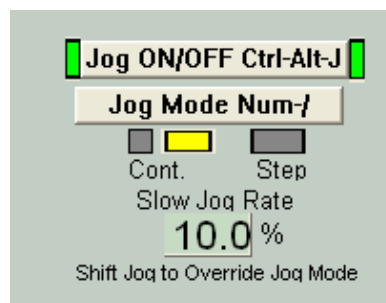 Jog ON/OFF Ctrl-Alt-J
Jog Mode Num-/
Cont. Step
Slow Jog Rate
10.0 %
Shift Jog to Override Jog Mode